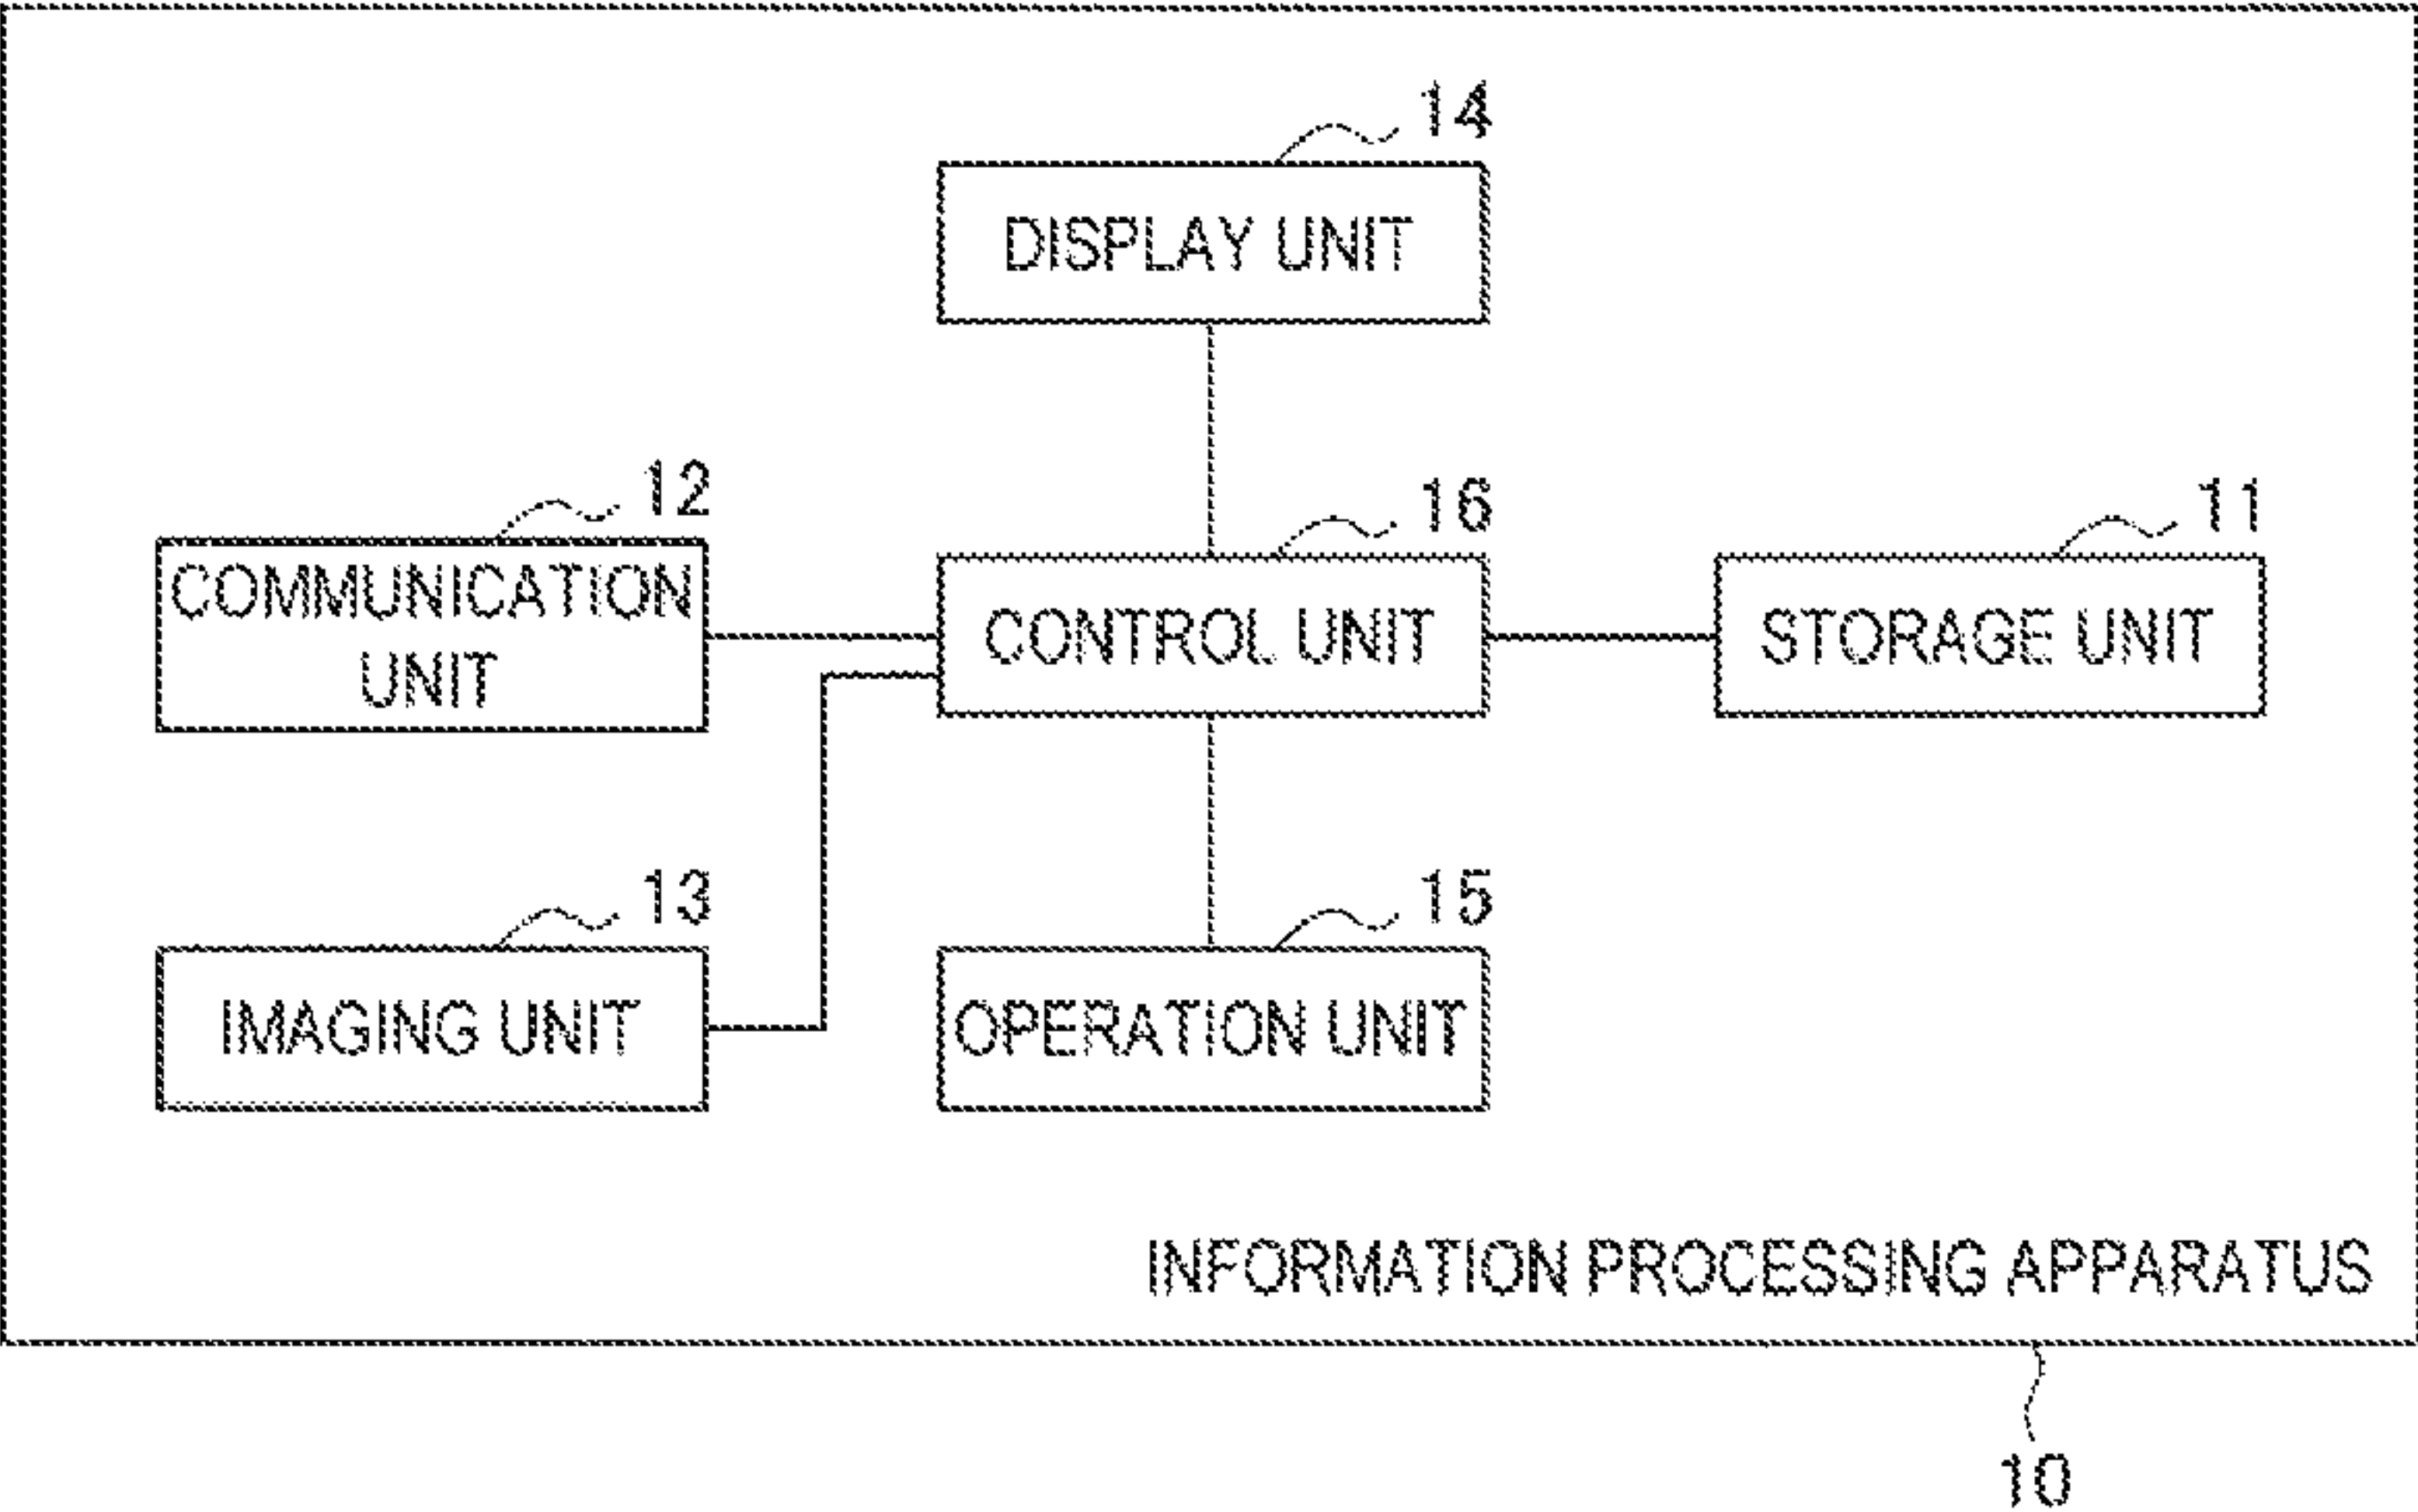 14
DISPLAY UNIT
12
16
11
COMMUNICATION
UNIT
CONTROL UNIT
STORAGE UNIT
13
15
IMAGING UNIT
OPERATION UNIT
INFORMATION PROCESSING APPARATUS
10